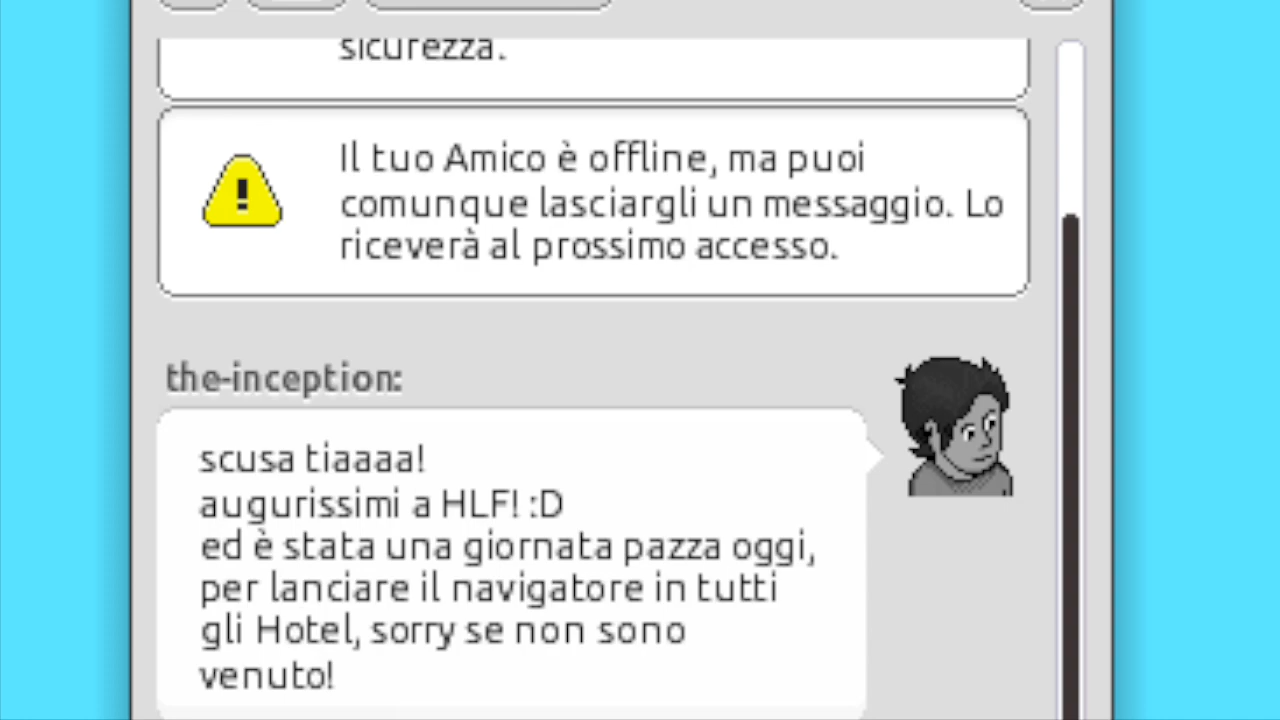 sicurezza.
Il tuo Amico è offline, ma puoi
comunque lasciargli un messaggio. Lo
riceverà al prossimo accesso.
the-inception:
scusa tiaaaa!
augurissimi a HLF! :D
ed è stata una giornata pazza oggi,
per lanciare il navigatore in tutti
gli Hotel, sorry se non sono
venuto!